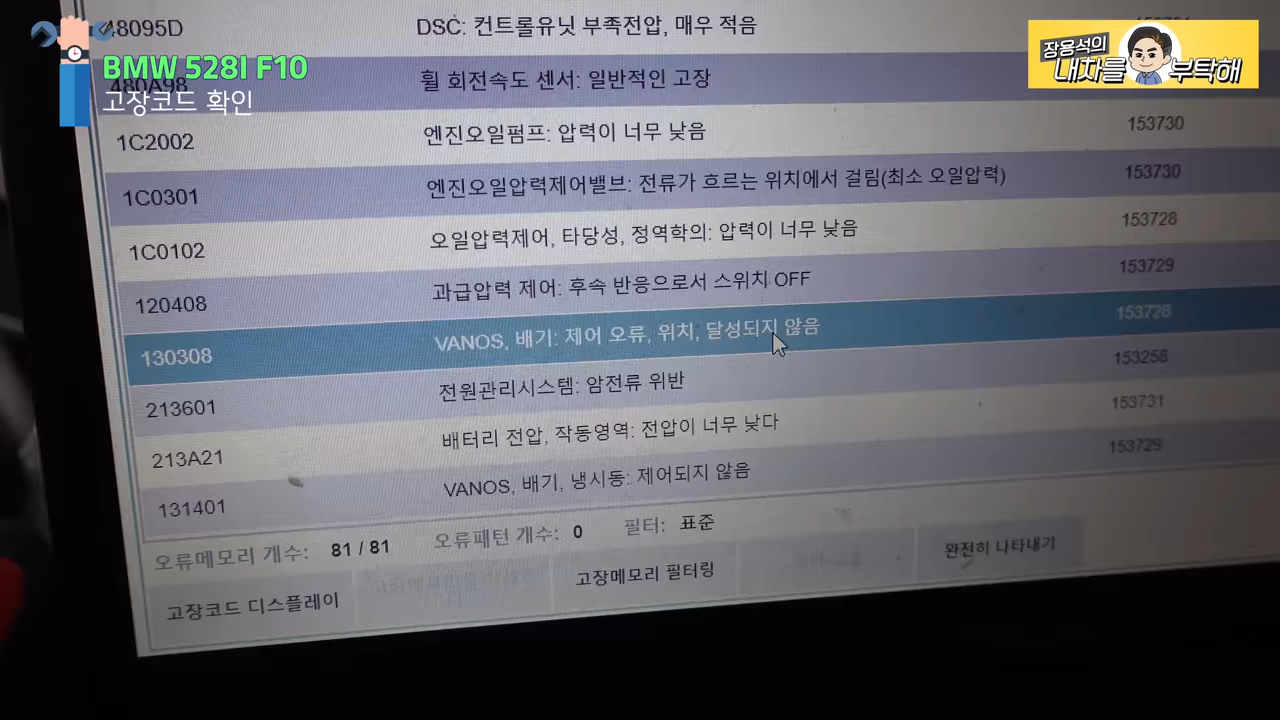 48095D DSC: 컨트롤유닛 부족전압, 매우 적음
장용석의
내차를 부탁해
BMW 528I F10
고장코드 확인
480A98 휠 회전속도 센서: 일반적인 고장
1C2002 엔진오일펌프: 압력이 너무 낮음 153730
1C0301 엔진오일압력제어밸브: 전류가 흐르는 위치에서 걸림(최소 오일압력) 153730
1C0102 오일압력제어, 타당성, 정역학의: 압력이 너무 낮음 153728
120408 과급압력 제어: 후속 반응으로서 스위치 OFF 153729
130308 VANOS, 배기: 제어 오류, 위치, 달성되지 않음 153728
213601 전원관리시스템: 암전류 위반 153258
213A21 배터리 전압, 작동영역: 전압이 너무 낮다 153731
131401 VANOS, 배기, 냉시동: 제어되지 않음 153729
오류메모리 개수: 81 / 81 오류패턴 개수: 0 필터: 표준
고장코드 디스플레이 고장메모리 필터링 완전히 나타내기